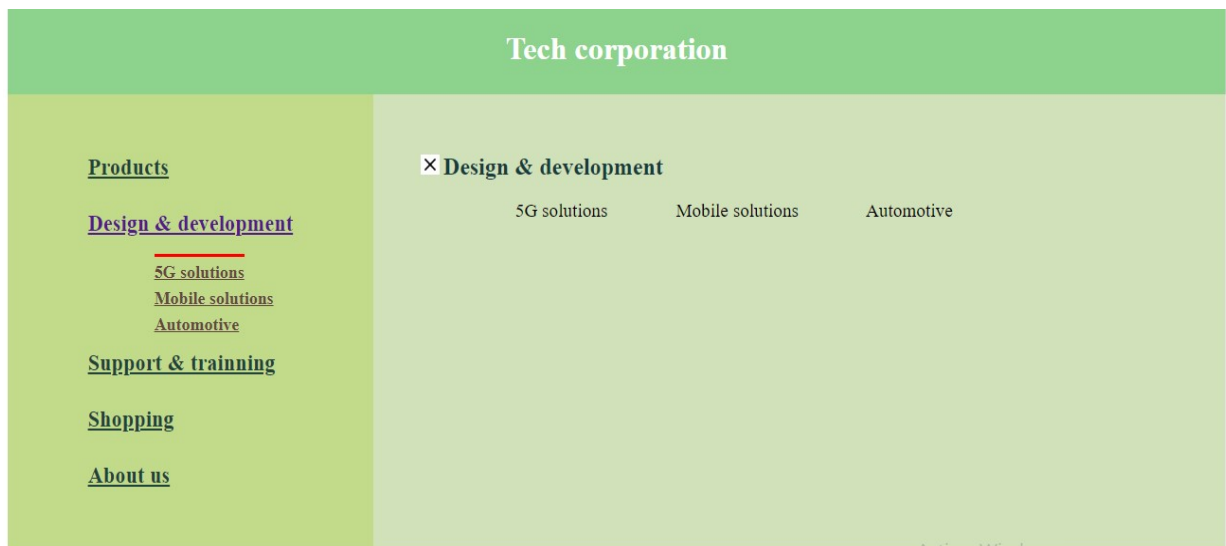 Tech corporation
Products
Design & development
5G solutions
Mobile solutions
Automotive
Support & trainning
Shopping
About us
Design & development
5G solutions Mobile solutions Automotive